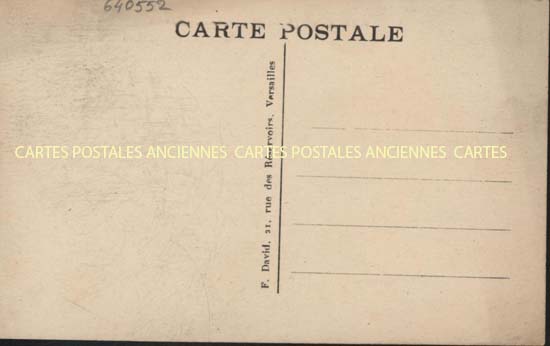 640552
CARTE POSTALE
F. David, 21, rue des Réservoirs, Versailles
CARTES POSTALES ANCIENNES CARTES POSTALES ANCIENNES CARTES